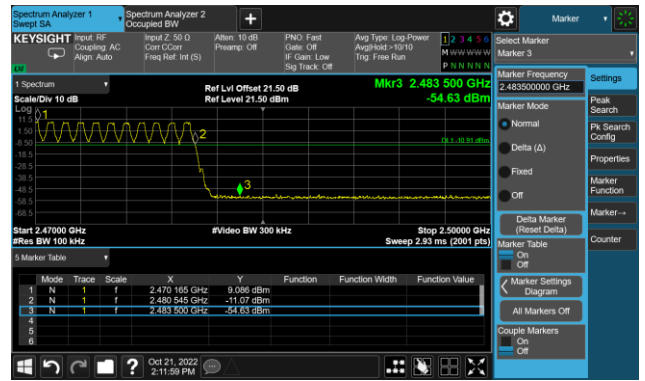 Spectrum Analyzer 1
Swept SA
Spectrum Analyzer 2
Occupied BW
Marker
KEYSIGHT
Input: RF
Coupling: AC
Align: Auto
Input Z: 50 Ω
Corr CCorr
Freq Ref: Int (S)
Atten: 10 dB
Preamp: Off
PNO: Fast
Gate: Off
IF Gain: Low
Sig Track: Off
Avg Type: Log-Power
Avg|Hold:>10/10
Trig: Free Run
1 2 3 4 5 6
M W W W W W
P N N N N N
Select Marker
Marker 3
1 Spectrum
Scale/Div 10 dB
Ref Lvl Offset 21.50 dB
Ref Level 21.50 dBm
Mkr3 2.483 500 GHz
-54.63 dBm
Log
11.5
1.50
-8.50
-18.5
-28.5
-38.5
-48.5
-58.5
-68.5
1
2
3
DL1 -10.91 dBm
Start 2.47000 GHz
#Res BW 100 kHz
#Video BW 300 kHz
Stop 2.50000 GHz
Sweep 2.93 ms (2001 pts)
5 Marker Table
Mode Trace Scale X Y Function Function Width Function Value
1 N 1 f 2.470 165 GHz 9.086 dBm
2 N 1 f 2.480 545 GHz -11.07 dBm
3 N 1 f 2.483 500 GHz -54.63 dBm
4
5
6
Marker Frequency
2.483500000 GHz
Marker Mode
Normal
Delta (Δ)
Fixed
Off
Delta Marker
(Reset Delta)
Marker Table
On
Off
Marker Settings
Diagram
All Markers Off
Couple Markers
On
Off
Settings
Peak
Search
Pk Search
Config
Properties
Marker
Function
Marker→
Counter
Oct 21, 2022
2:11:59 PM